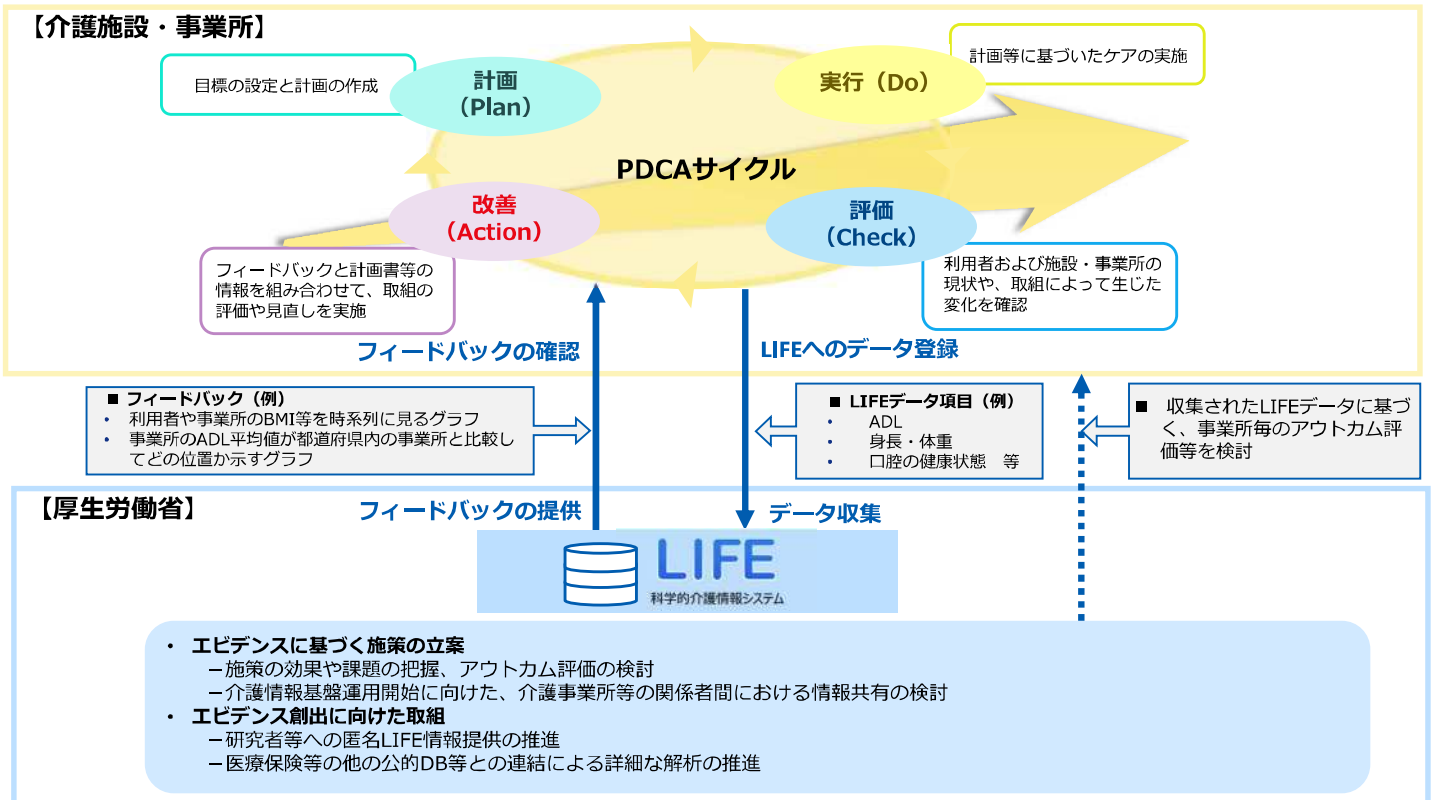 【介護施設・事業所】
目標の設定と計画の作成
計画
（Plan）
実行（Do）
計画等に基づいたケアの実施
PDCAサイクル
改善
（Action）
評価
（Check）
フィードバックと計画書等の
情報を組み合わせて、取組の
評価や見直しを実施
利用者および施設・事業所の
現状や、取組によって生じた
変化を確認
フィードバックの確認
LIFEへのデータ登録
■ フィードバック（例）
• 利用者や事業所のBMI等を時系列に見るグラフ
• 事業所のADL平均値が都道府県内の事業所と比較し
てどの位置か示すグラフ
■ LIFEデータ項目（例）
• ADL
• 身長・体重
• 口腔の健康状態 等
■ 収集されたLIFEデータに基づ
く、事業所毎のアウトカム評
価等を検討
【厚生労働省】
フィードバックの提供
データ収集
LIFE
科学的介護情報システム
• エビデンスに基づく施策の立案
－施策の効果や課題の把握、アウトカム評価の検討
－介護情報基盤運用開始に向けた、介護事業所等の関係者間における情報共有の検討
• エビデンス創出に向けた取組
－研究者等への匿名LIFE情報提供の推進
－医療保険等の他の公的DB等との連結による詳細な解析の推進